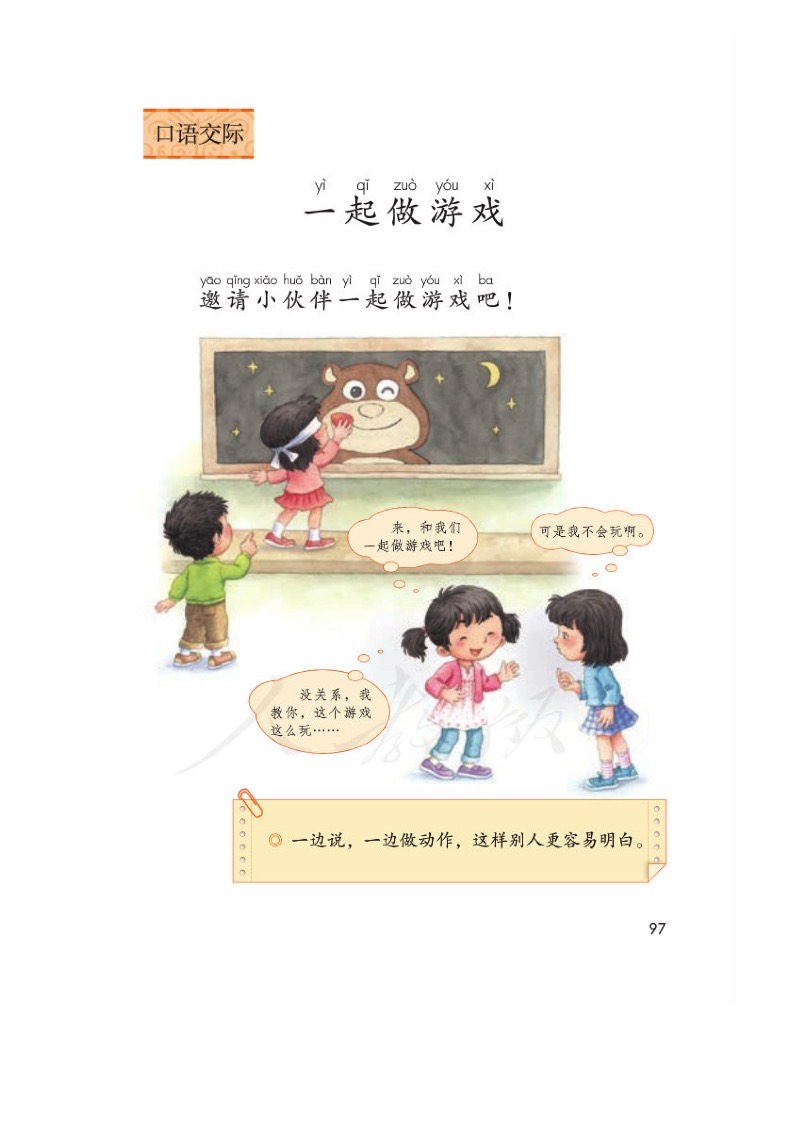 口语交际
yì qǐ zuò yóu xì
一起做游戏
yāo qǐng xiǎo huǒ bàn yì qǐ zuò yóu xì ba
邀请小伙伴一起做游戏吧！
来，和我们
一起做游戏吧！
可是我不会玩啊。
没关系，我
教你，这个游戏
这么玩……
人教版
一边说，一边做动作，这样别人更容易明白。
97